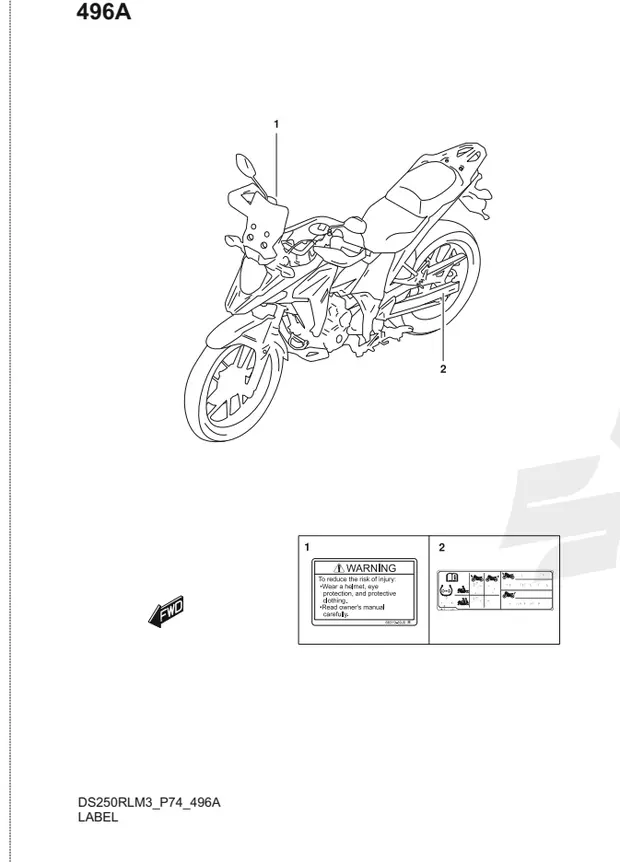 496A
1
2
1
2
WARNING
To reduce the risk of injury:
•Wear a helmet, eye
protection, and protective
clothing.
•Read owner's manual
carefully.
FWD
DS250RLM3_P74_496A
LABEL